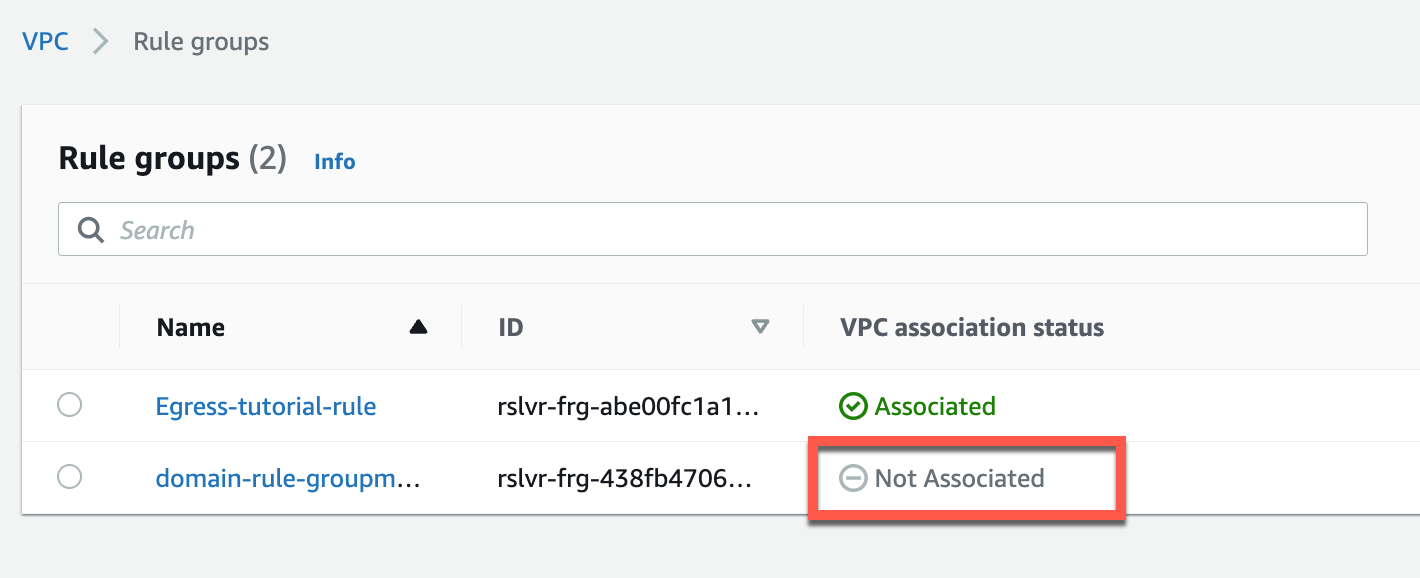 VPC > Rule groups
Rule groups (2) Info
Search
Name ID VPC association status
Egress-tutorial-rule rslvr-frg-abe00fc1a1... Associated
domain-rule-groupm... rslvr-frg-438fb4706... Not Associated